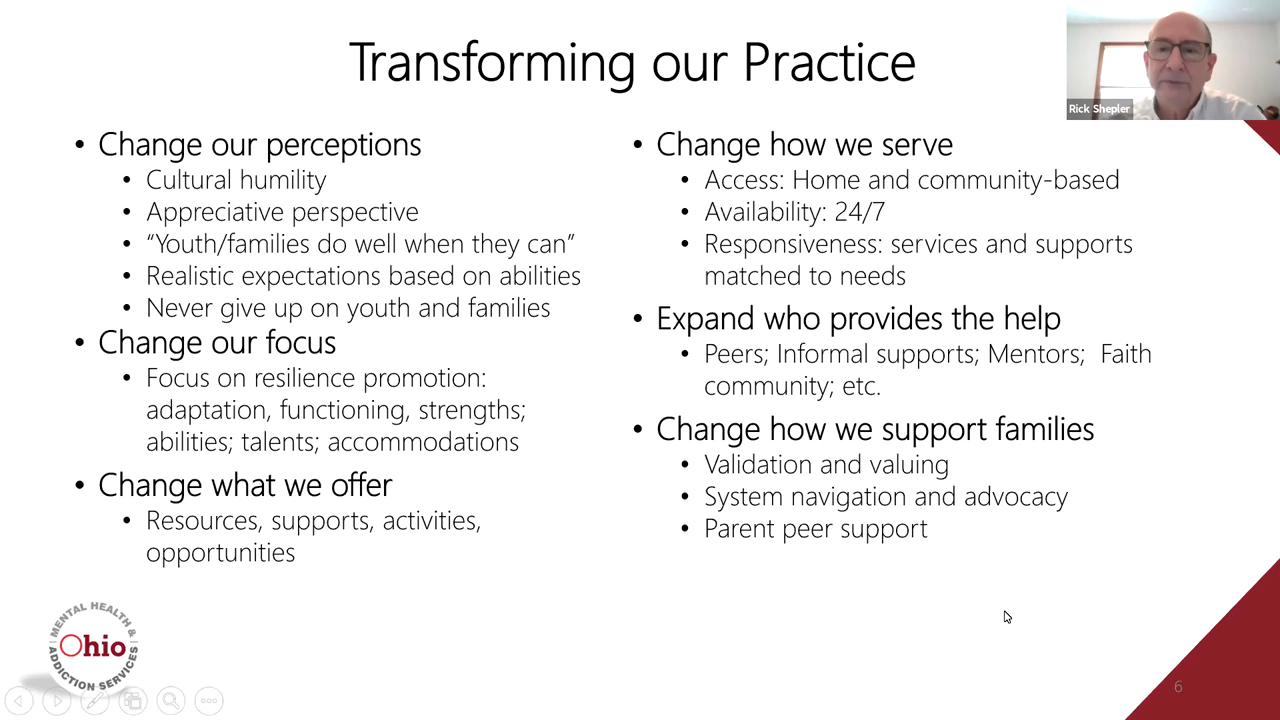 Transforming our Practice
Rick Shepler
• Change our perceptions
• Cultural humility
• Appreciative perspective
• “Youth/families do well when they can”
• Realistic expectations based on abilities
• Never give up on youth and families
• Change our focus
• Focus on resilience promotion:
adaptation, functioning, strengths;
abilities; talents; accommodations
• Change what we offer
• Resources, supports, activities,
opportunities
• Change how we serve
• Access: Home and community-based
• Availability: 24/7
• Responsiveness: services and supports
matched to needs
• Expand who provides the help
• Peers; Informal supports; Mentors;  Faith
community; etc.
• Change how we support families
• Validation and valuing
• System navigation and advocacy
• Parent peer support
MENTAL HEALTH &
Ohio
ADDICTION SERVICES
6